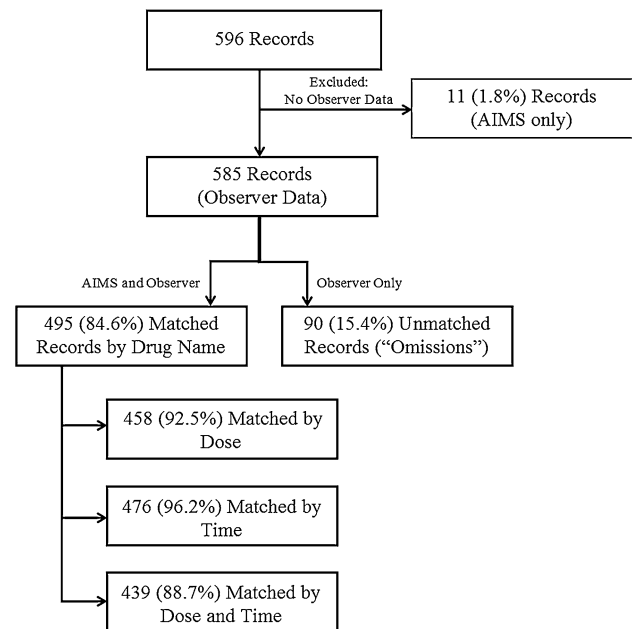 596 Records
Excluded:
No Observer Data
11 (1.8%) Records
(AIMS only)
585 Records
(Observer Data)
AIMS and Observer
Observer Only
495 (84.6%) Matched
Records by Drug Name
90 (15.4%) Unmatched
Records (“Omissions”)
458 (92.5%) Matched by
Dose
476 (96.2%) Matched by
Time
439 (88.7%) Matched by
Dose and Time